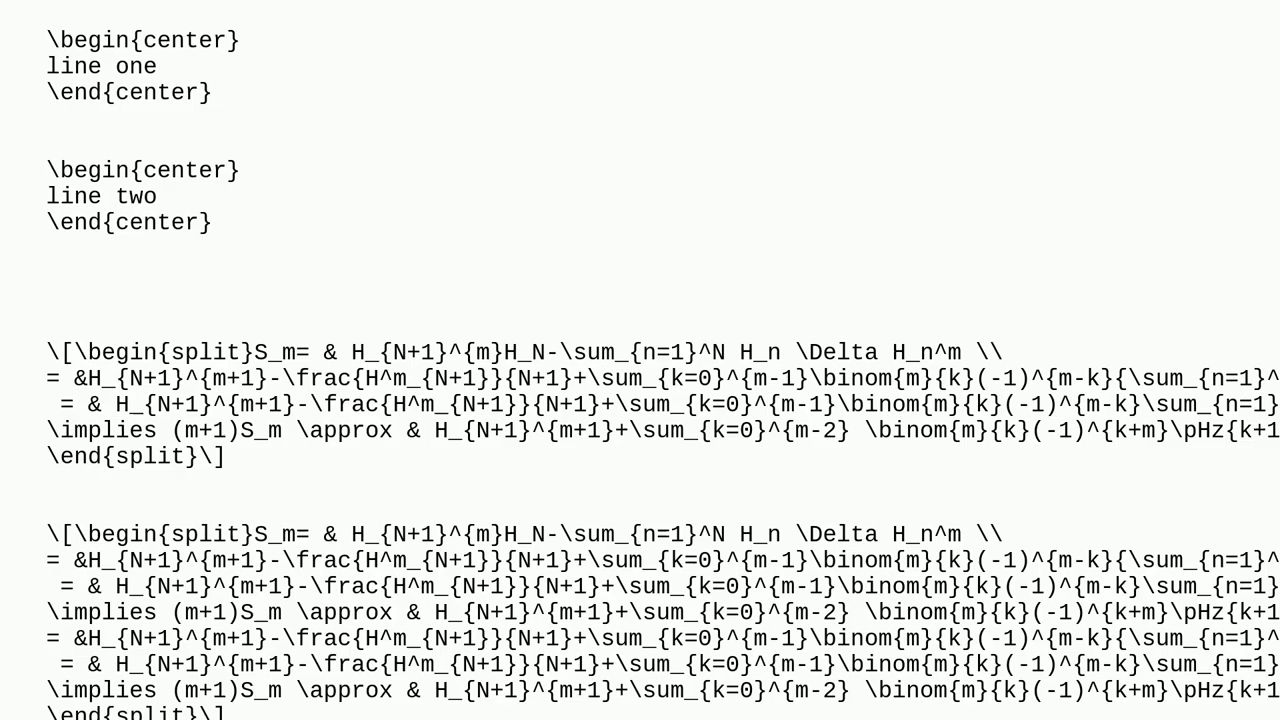 \begin{center}
line one
\end{center}
\begin{center}
line two
\end{center}
\[\begin{split}S_m= & H_{N+1}^{m}H_N-\sum_{n=1}^N H_n \Delta H_n^m \\
= &H_{N+1}^{m+1}-\frac{H^m_{N+1}}{N+1}+\sum_{k=0}^{m-1}\binom{m}{k}(-1)^{m-k}{\sum_{n=1}^
 = & H_{N+1}^{m+1}-\frac{H^m_{N+1}}{N+1}+\sum_{k=0}^{m-1}\binom{m}{k}(-1)^{m-k}\sum_{n=1}
\implies (m+1)S_m \approx & H_{N+1}^{m+1}+\sum_{k=0}^{m-2} \binom{m}{k}(-1)^{k+m}\pHz{k+1
\end{split}\]
\[\begin{split}S_m= & H_{N+1}^{m}H_N-\sum_{n=1}^N H_n \Delta H_n^m \\
= &H_{N+1}^{m+1}-\frac{H^m_{N+1}}{N+1}+\sum_{k=0}^{m-1}\binom{m}{k}(-1)^{m-k}{\sum_{n=1}^
 = & H_{N+1}^{m+1}-\frac{H^m_{N+1}}{N+1}+\sum_{k=0}^{m-1}\binom{m}{k}(-1)^{m-k}\sum_{n=1}
\implies (m+1)S_m \approx & H_{N+1}^{m+1}+\sum_{k=0}^{m-2} \binom{m}{k}(-1)^{k+m}\pHz{k+1
= &H_{N+1}^{m+1}-\frac{H^m_{N+1}}{N+1}+\sum_{k=0}^{m-1}\binom{m}{k}(-1)^{m-k}{\sum_{n=1}^
 = & H_{N+1}^{m+1}-\frac{H^m_{N+1}}{N+1}+\sum_{k=0}^{m-1}\binom{m}{k}(-1)^{m-k}\sum_{n=1}
\implies (m+1)S_m \approx & H_{N+1}^{m+1}+\sum_{k=0}^{m-2} \binom{m}{k}(-1)^{k+m}\pHz{k+1
\end{split}\]